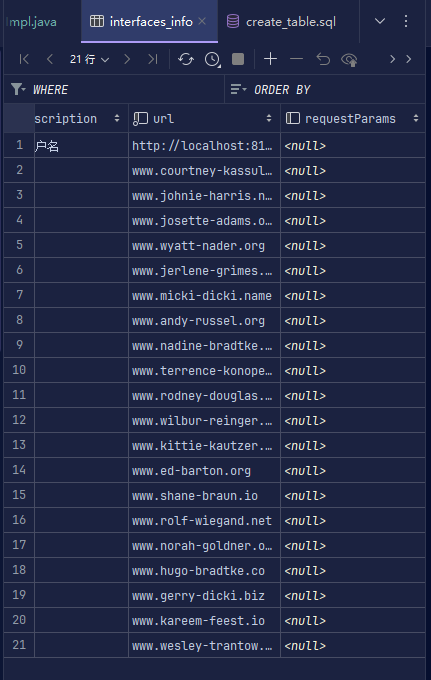 Impl.java interfaces_info create_table.sql
21 行
WHERE ORDER BY
scription url requestParams
1 户名 http://localhost:81… <null>
2 www.courtney-kassul… <null>
3 www.johnie-harris.n… <null>
4 www.josette-adams.o… <null>
5 www.wyatt-nader.org <null>
6 www.jerlene-grimes.… <null>
7 www.micki-dicki.name <null>
8 www.andy-russel.org <null>
9 www.nadine-bradtke.… <null>
10 www.terrence-konope… <null>
11 www.rodney-douglas.… <null>
12 www.wilbur-reinger.… <null>
13 www.kittie-kautzer.… <null>
14 www.ed-barton.org <null>
15 www.shane-braun.io <null>
16 www.rolf-wiegand.net <null>
17 www.norah-goldner.o… <null>
18 www.hugo-bradtke.co <null>
19 www.gerry-dicki.biz <null>
20 www.kareem-feest.io <null>
21 www.wesley-trantow.… <null>